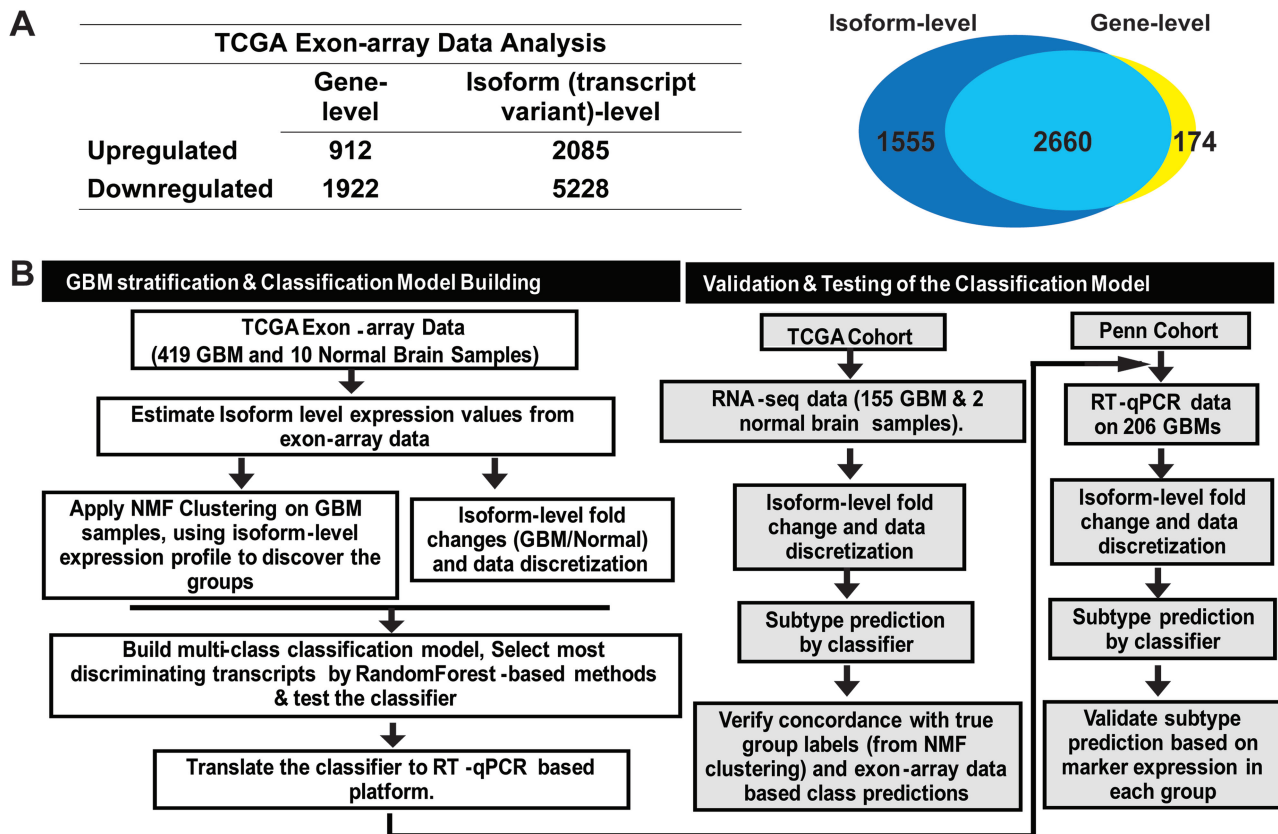 A
TCGA Exon-array Data Analysis
Gene-
level
Isoform (transcript
variant)-level
Upregulated 912 2085
Downregulated 1922 5228
Isoform-level Gene-level
1555 2660 174
B
GBM stratification & Classification Model Building
TCGA Exon - array Data
(419 GBM and 10 Normal Brain Samples)
Estimate Isoform level expression values from
exon-array data
Apply NMF Clustering on GBM
samples, using isoform-level
expression profile to discover the
groups
Isoform-level fold
changes (GBM/Normal)
and data discretization
Build multi-class classification model, Select most
discriminating transcripts by RandomForest -based methods
& test the classifier
Translate the classifier to RT -qPCR based
platform.
Validation & Testing of the Classification Model
TCGA Cohort
RNA -seq data (155 GBM & 2
normal brain samples).
Isoform-level fold
change and data
discretization
Subtype prediction
by classifier
Verify concordance with true
group labels (from NMF
clustering) and exon-array data
based class predictions
Penn Cohort
RT-qPCR data
on 206 GBMs
Isoform-level fold
change and data
discretization
Subtype prediction
by classifier
Validate subtype
prediction based on
marker expression in
each group